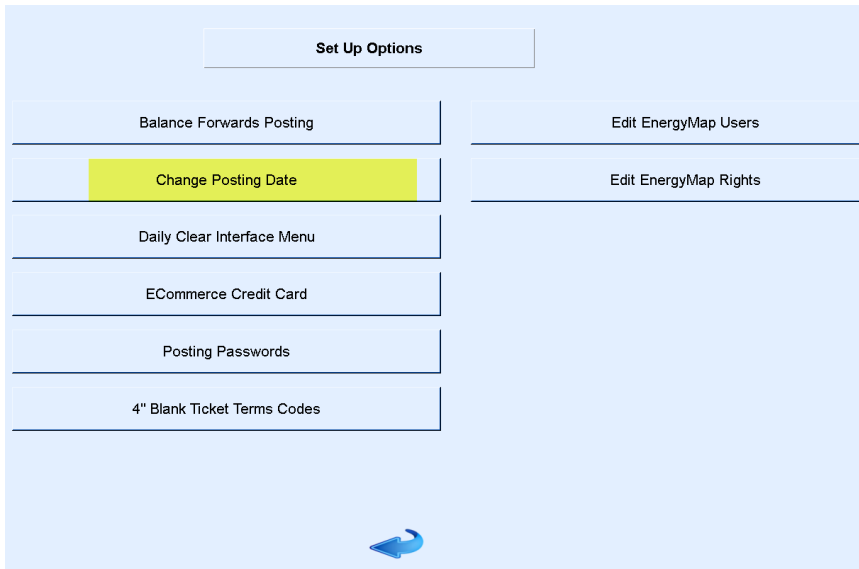 Set Up Options
Balance Forwards Posting
Change Posting Date
Daily Clear Interface Menu
ECommerce Credit Card
Posting Passwords
4" Blank Ticket Terms Codes
Edit EnergyMap Users
Edit EnergyMap Rights